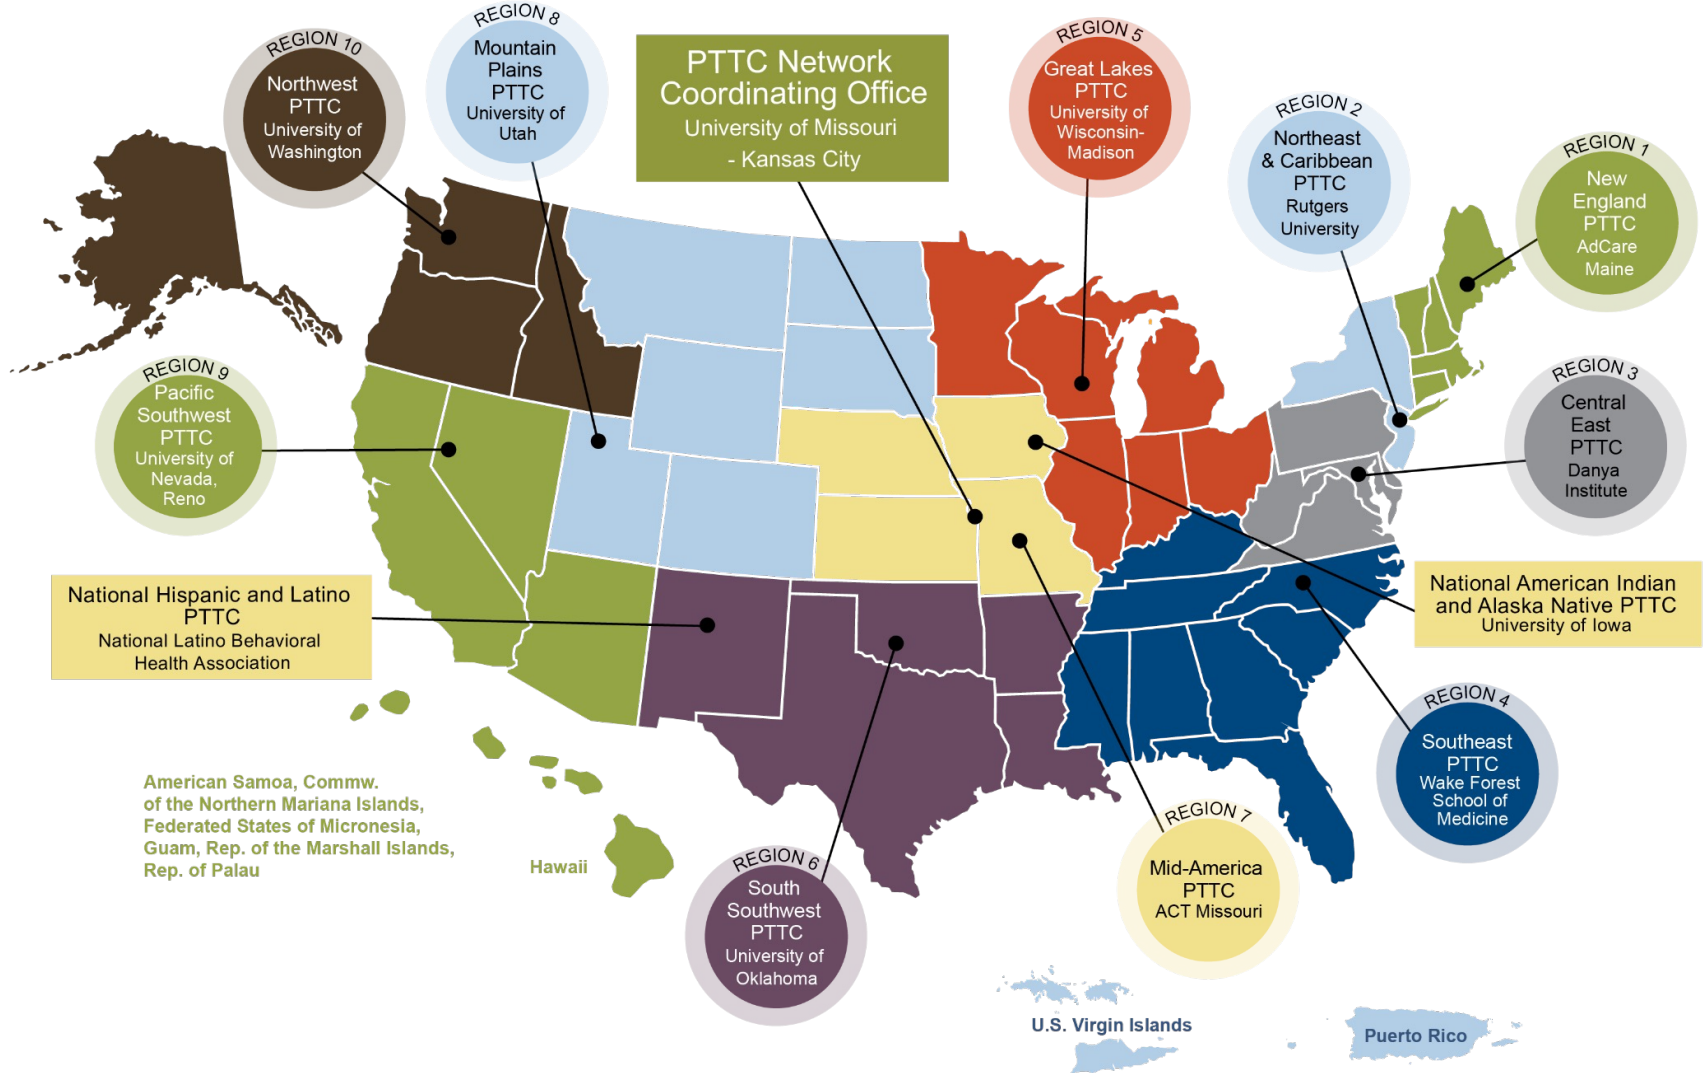 REGION 10
Northwest
PTTC
University of
Washington
REGION 8
Mountain
Plains
PTTC
University of
Utah
PTTC Network
Coordinating Office
University of Missouri
- Kansas City
REGION 5
Great Lakes
PTTC
University of
Wisconsin-
Madison
REGION 2
Northeast
& Caribbean
PTTC
Rutgers
University
REGION 1
New
England
PTTC
AdCare
Maine
REGION 9
Pacific
Southwest
PTTC
University of
Nevada,
Reno
REGION 3
Central
East
PTTC
Danya
Institute
National Hispanic and Latino
PTTC
National Latino Behavioral
Health Association
National American Indian
and Alaska Native PTTC
University of Iowa
REGION 4
Southeast
PTTC
Wake Forest
School of
Medicine
American Samoa, Commw.
of the Northern Mariana Islands,
Federated States of Micronesia,
Guam, Rep. of the Marshall Islands,
Rep. of Palau
Hawaii
REGION 6
South
Southwest
PTTC
University of
Oklahoma
REGION 7
Mid-America
PTTC
ACT Missouri
U.S. Virgin Islands
Puerto Rico